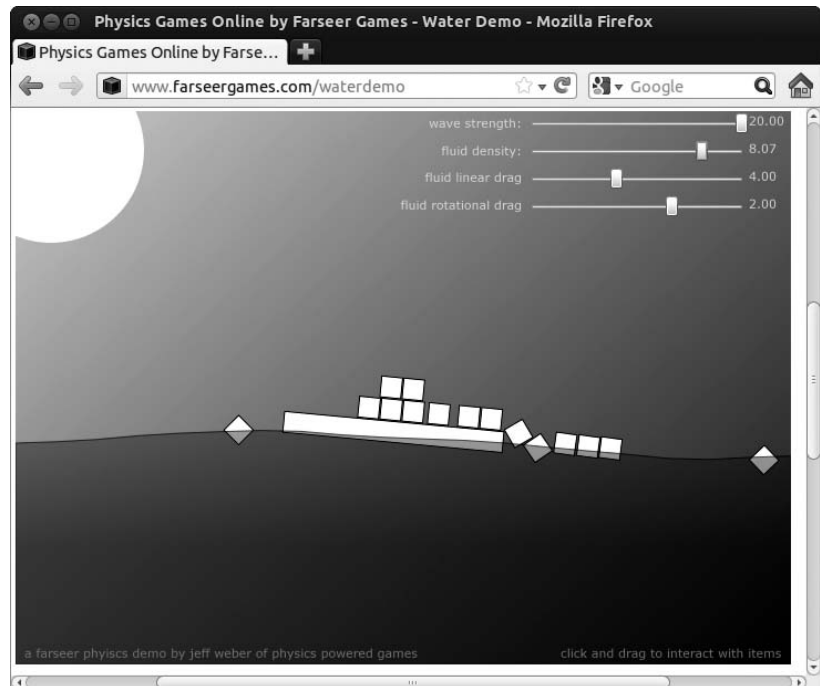 Physics Games Online by Farseer Games - Water Demo - Mozilla Firefox
Physics Games Online by Farse...
www.farseergames.com/waterdemo
Google
wave strength: 20.00
fluid density: 8.07
fluid linear drag 4.00
fluid rotational drag 2.00
a farseer phyiscs demo by jeff weber of physics powered games
click and drag to interact with items